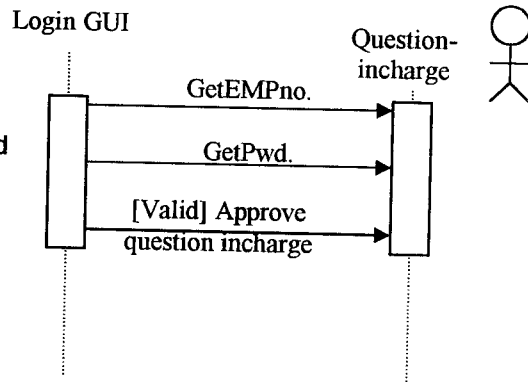 Login GUI
Question-
incharge
GetEMPno.
d
GetPwd.
[Valid] Approve
question incharge